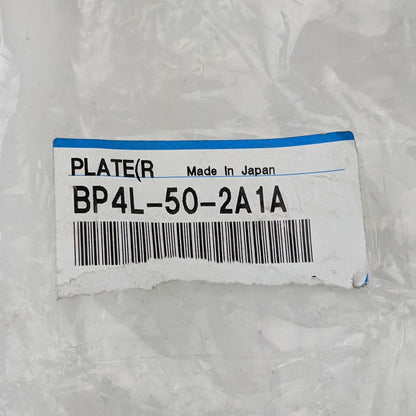 PLATE(R Made In Japan
BP4L-50-2A1A